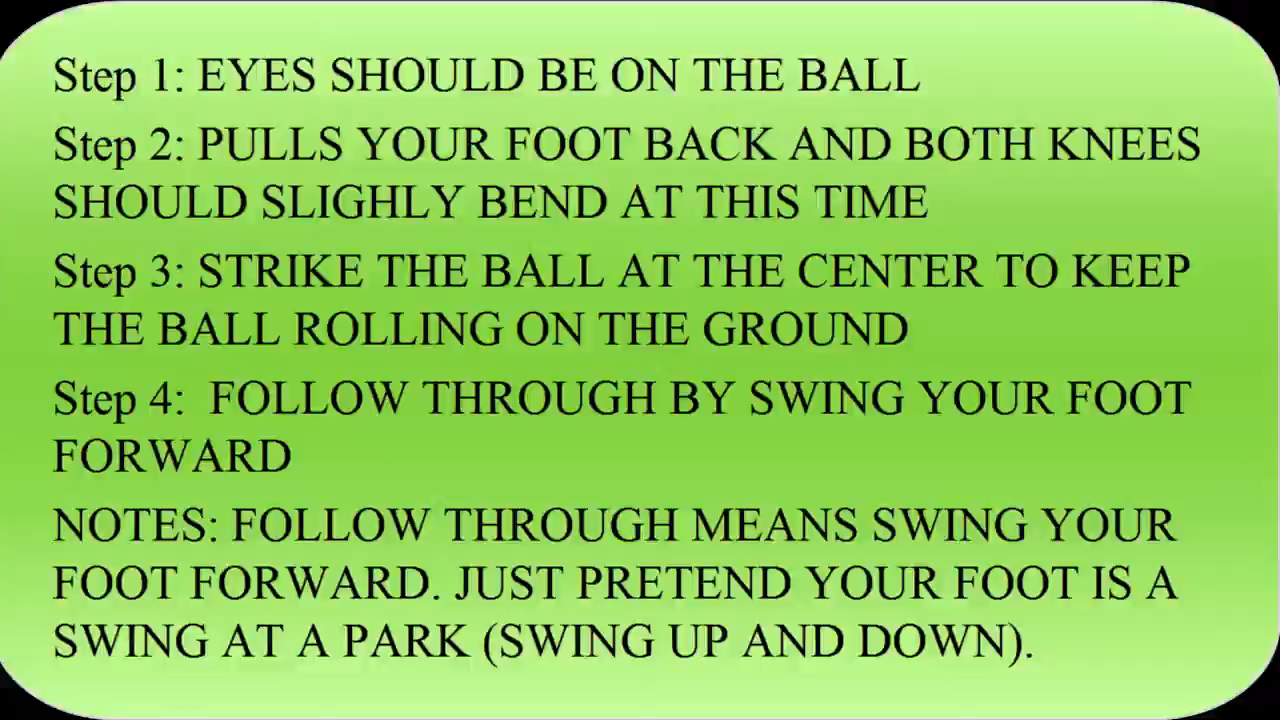 Step 1: EYES SHOULD BE ON THE BALL
Step 2: PULLS YOUR FOOT BACK AND BOTH KNEES
SHOULD SLIGHLY BEND AT THIS TIME
Step 3: STRIKE THE BALL AT THE CENTER TO KEEP
THE BALL ROLLING ON THE GROUND
Step 4:  FOLLOW THROUGH BY SWING YOUR FOOT
FORWARD
NOTES: FOLLOW THROUGH MEANS SWING YOUR
FOOT FORWARD. JUST PRETEND YOUR FOOT IS A
SWING AT A PARK (SWING UP AND DOWN).